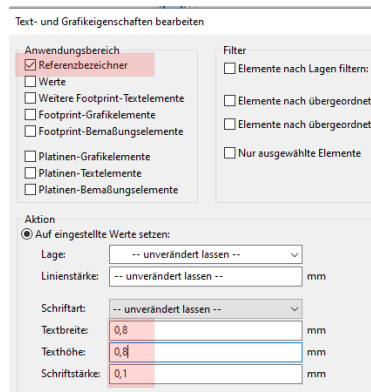 Text- und Grafikeigenschaften bearbeiten
Anwendungsbereich
Referenzbezeichner
Werte
Weitere Footprint-Textelemente
Footprint-Grafikelemente
Footprint-Bemaßungselemente
Platinen-Grafikelemente
Platinen-Textelemente
Platinen-Bemaßungselemente
Filter
Elemente nach Lagen filtern:
Elemente nach übergeordnet
Elemente nach übergeordnet
Nur ausgewählte Elemente
Aktion
Auf eingestellte Werte setzen:
Lage: -- unverändert lassen --
Linienstärke: -- unverändert lassen -- mm
Schriftart: -- unverändert lassen --
Textbreite: 0,8 mm
Texthöhe: 0,8 mm
Schriftstärke: 0,1 mm